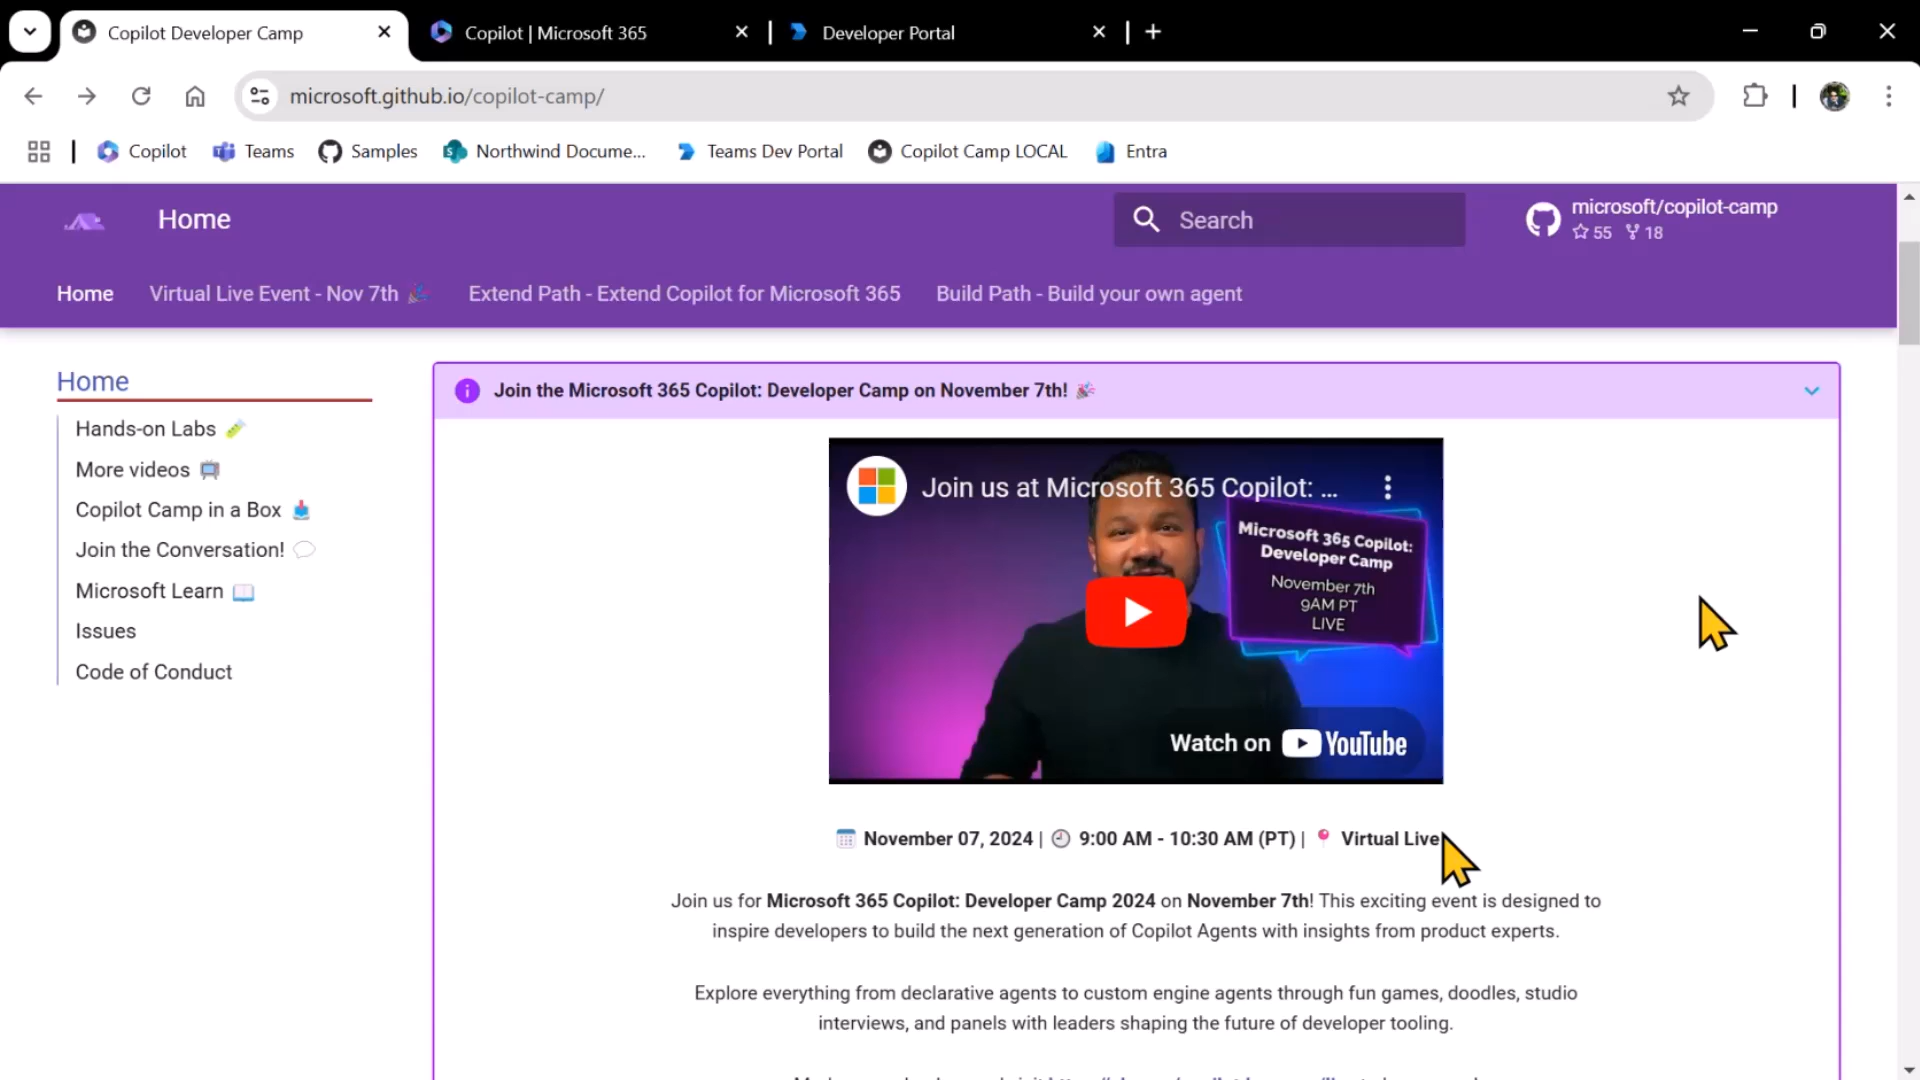 Copilot Developer Camp
Copilot | Microsoft 365
Developer Portal
microsoft.github.io/copilot-camp/
Copilot
Teams
Samples
Northwind Docume...
Teams Dev Portal
Copilot Camp LOCAL
Entra
Home
Search
microsoft/copilot-camp
55 18
Home
Virtual Live Event - Nov 7th 🎉
Extend Path - Extend Copilot for Microsoft 365
Build Path - Build your own agent
Home
Hands-on Labs 🧪
More videos 📺
Copilot Camp in a Box 📥
Join the Conversation! 💬
Microsoft Learn 📖
Issues
Code of Conduct
Join the Microsoft 365 Copilot: Developer Camp on November 7th! 🎉
Join us at Microsoft 365 Copilot: ...
Microsoft 365 Copilot:
Developer Camp
November 7th
9AM PT
LIVE
Watch on YouTube
📅 November 07, 2024 | 🕘 9:00 AM - 10:30 AM (PT) | 📍 Virtual Live
Join us for Microsoft 365 Copilot: Developer Camp 2024 on November 7th! This exciting event is designed to
inspire developers to build the next generation of Copilot Agents with insights from product experts.
Explore everything from declarative agents to custom engine agents through fun games, doodles, studio
interviews, and panels with leaders shaping the future of developer tooling.